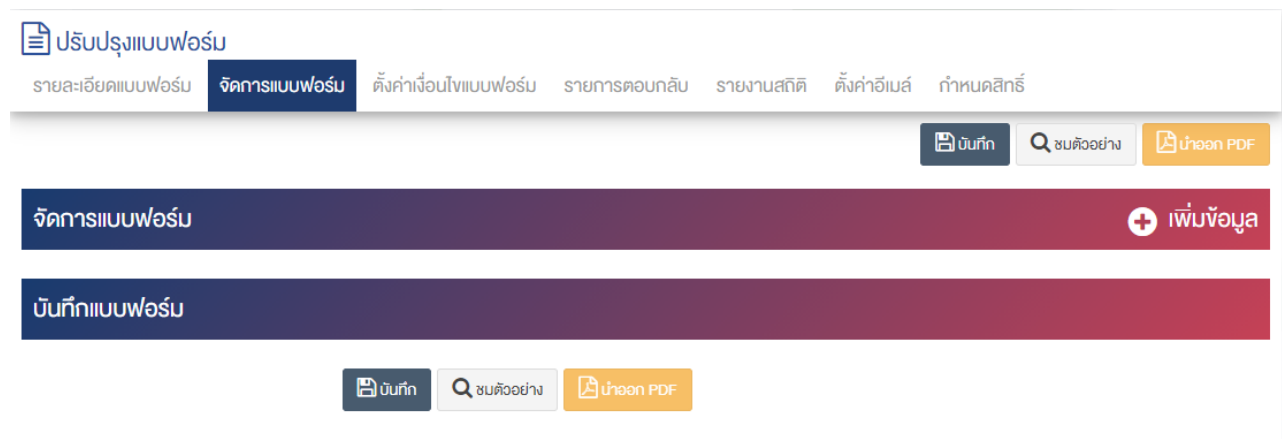 ปรับปรุงแบบฟอร์ม
รายละเอียดแบบฟอร์ม จัดการแบบฟอร์ม ตั้งค่าเงื่อนไขแบบฟอร์ม รายการตอบกลับ รายงานสถิติ ตั้งค่าอีเมล์ กำหนดสิทธิ์
บันทึก ชมตัวอย่าง นำออก PDF
จัดการแบบฟอร์ม เพิ่มข้อมูล
บันทึกแบบฟอร์ม
บันทึก ชมตัวอย่าง นำออก PDF